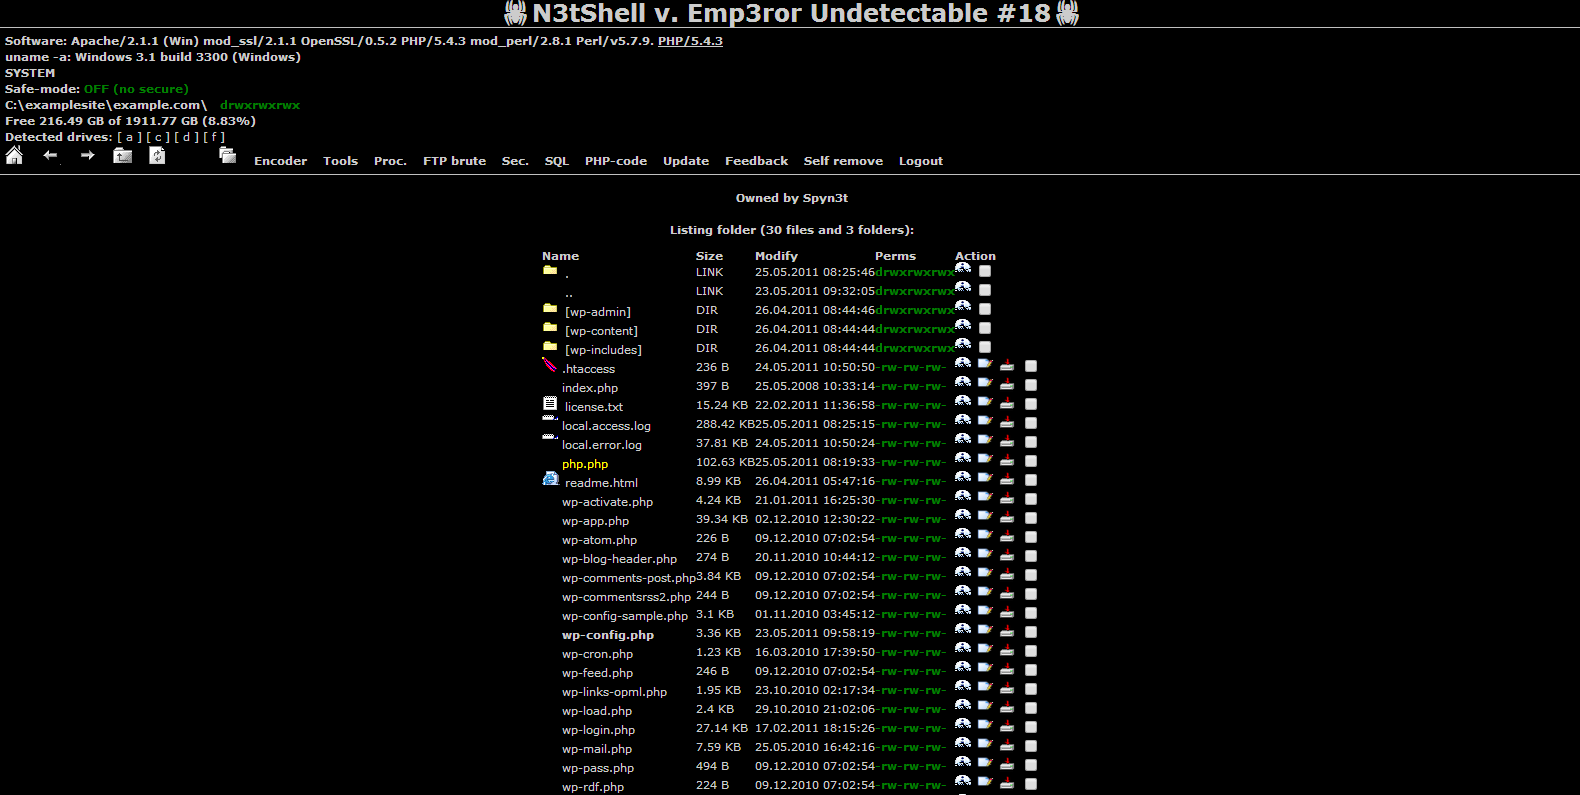 N3tShell v. Emp3ror Undetectable #18
Software: Apache/2.1.1 (Win) mod_ssl/2.1.1 OpenSSL/0.5.2 PHP/5.4.3 mod_perl/2.8.1 Perl/v5.7.9. PHP/5.4.3
uname -a: Windows 3.1 build 3300 (Windows)
SYSTEM
Safe-mode: OFF (no secure)
C:\examplesite\example.com\ drwxrwxrwx
Free 216.49 GB of 1911.77 GB (8.83%)
Detected drives: [ a ] [ c ] [ d ] [ f ]
Encoder Tools Proc. FTP brute Sec. SQL PHP-code Update Feedback Self remove Logout
Owned by Spyn3t
Listing folder (30 files and 3 folders):
Name Size Modify Perms Action
. LINK 25.05.2011 08:25:46 drwxrwxrwx
.. LINK 23.05.2011 09:32:05 drwxrwxrwx
[wp-admin] DIR 26.04.2011 08:44:46 drwxrwxrwx
[wp-content] DIR 26.04.2011 08:44:44 drwxrwxrwx
[wp-includes] DIR 26.04.2011 08:44:44 drwxrwxrwx
.htaccess 236 B 24.05.2011 10:50:50 -rw-rw-rw-
index.php 397 B 25.05.2008 10:33:14 -rw-rw-rw-
license.txt 15.24 KB 22.02.2011 11:36:58 -rw-rw-rw-
local.access.log 288.42 KB 25.05.2011 08:25:15 -rw-rw-rw-
local.error.log 37.81 KB 24.05.2011 10:50:24 -rw-rw-rw-
php.php 102.63 KB 25.05.2011 08:19:33 -rw-rw-rw-
readme.html 8.99 KB 26.04.2011 05:47:16 -rw-rw-rw-
wp-activate.php 4.24 KB 21.01.2011 16:25:30 -rw-rw-rw-
wp-app.php 39.34 KB 02.12.2010 12:30:22 -rw-rw-rw-
wp-atom.php 226 B 09.12.2010 07:02:54 -rw-rw-rw-
wp-blog-header.php 274 B 20.11.2010 10:44:12 -rw-rw-rw-
wp-comments-post.php 3.84 KB 09.12.2010 07:02:54 -rw-rw-rw-
wp-commentsrss2.php 244 B 09.12.2010 07:02:54 -rw-rw-rw-
wp-config-sample.php 3.1 KB 01.11.2010 03:45:12 -rw-rw-rw-
wp-config.php 3.36 KB 23.05.2011 09:58:19 -rw-rw-rw-
wp-cron.php 1.23 KB 16.03.2010 17:39:50 -rw-rw-rw-
wp-feed.php 246 B 09.12.2010 07:02:54 -rw-rw-rw-
wp-links-opml.php 1.95 KB 23.10.2010 02:17:34 -rw-rw-rw-
wp-load.php 2.4 KB 29.10.2010 21:02:06 -rw-rw-rw-
wp-login.php 27.14 KB 17.02.2011 18:15:26 -rw-rw-rw-
wp-mail.php 7.59 KB 25.05.2010 16:42:16 -rw-rw-rw-
wp-pass.php 494 B 09.12.2010 07:02:54 -rw-rw-rw-
wp-rdf.php 224 B 09.12.2010 07:02:54 -rw-rw-rw-